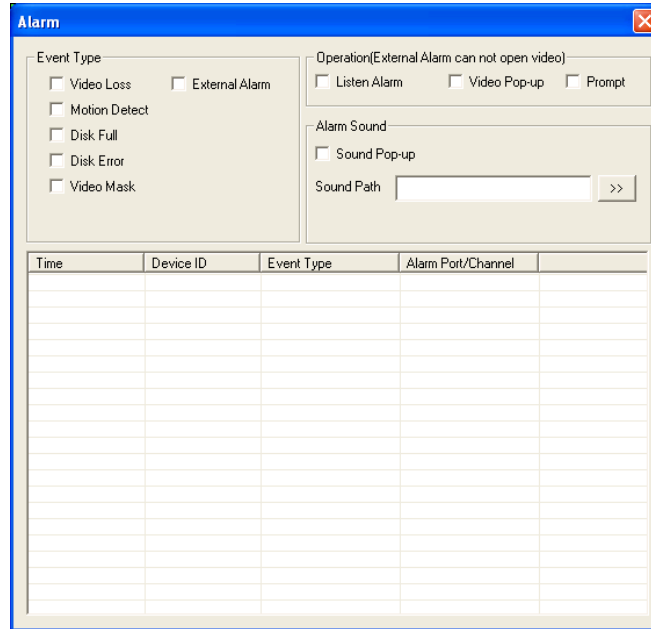 Alarm
Event Type
Video Loss External Alarm
Motion Detect
Disk Full
Disk Error
Video Mask
Operation(External Alarm can not open video)
Listen Alarm Video Pop-up Prompt
Alarm Sound
Sound Pop-up
Sound Path >>
Time Device ID Event Type Alarm Port/Channel